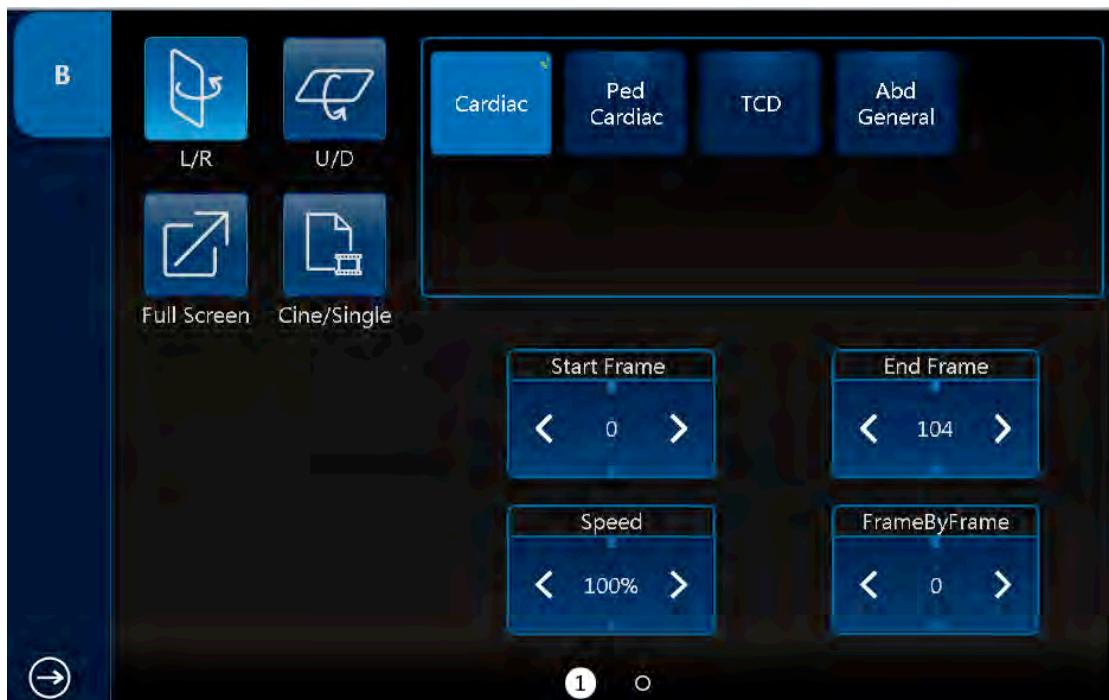 B
L/R
U/D
Full Screen
Cine/Single
Cardiac
Ped
Cardiac
TCD
Abd
General
Start Frame
0
End Frame
104
Speed
100%
FrameByFrame
0
1